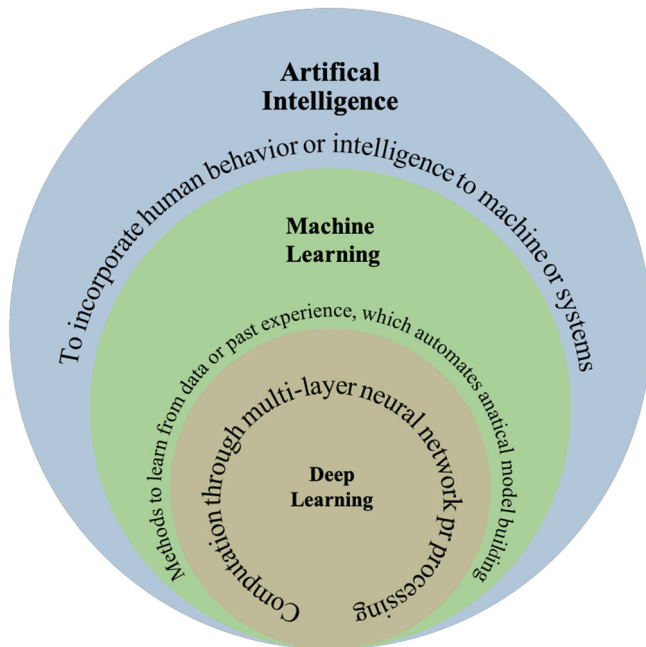 Artifical
Intelligence
To incorporate human behavior or intelligence to machine or systems
Machine
Learning
Methods to learn from data or past experience, which automates anatical model building
Computation through multi-layer neural network pr processing
Deep
Learning